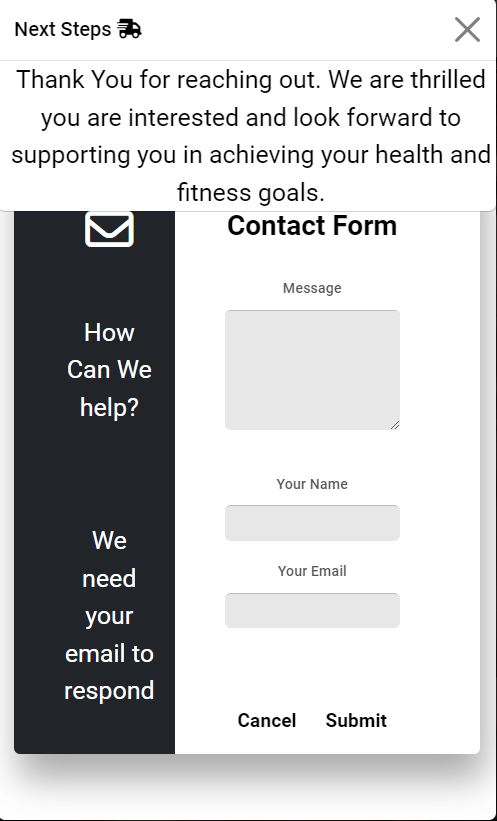 Next Steps
Thank You for reaching out. We are thrilled
you are interested and look forward to
supporting you in achieving your health and
fitness goals.
Contact Form
How
Can We
help?
We
need
your
email to
respond
Message
Your Name
Your Email
Cancel Submit